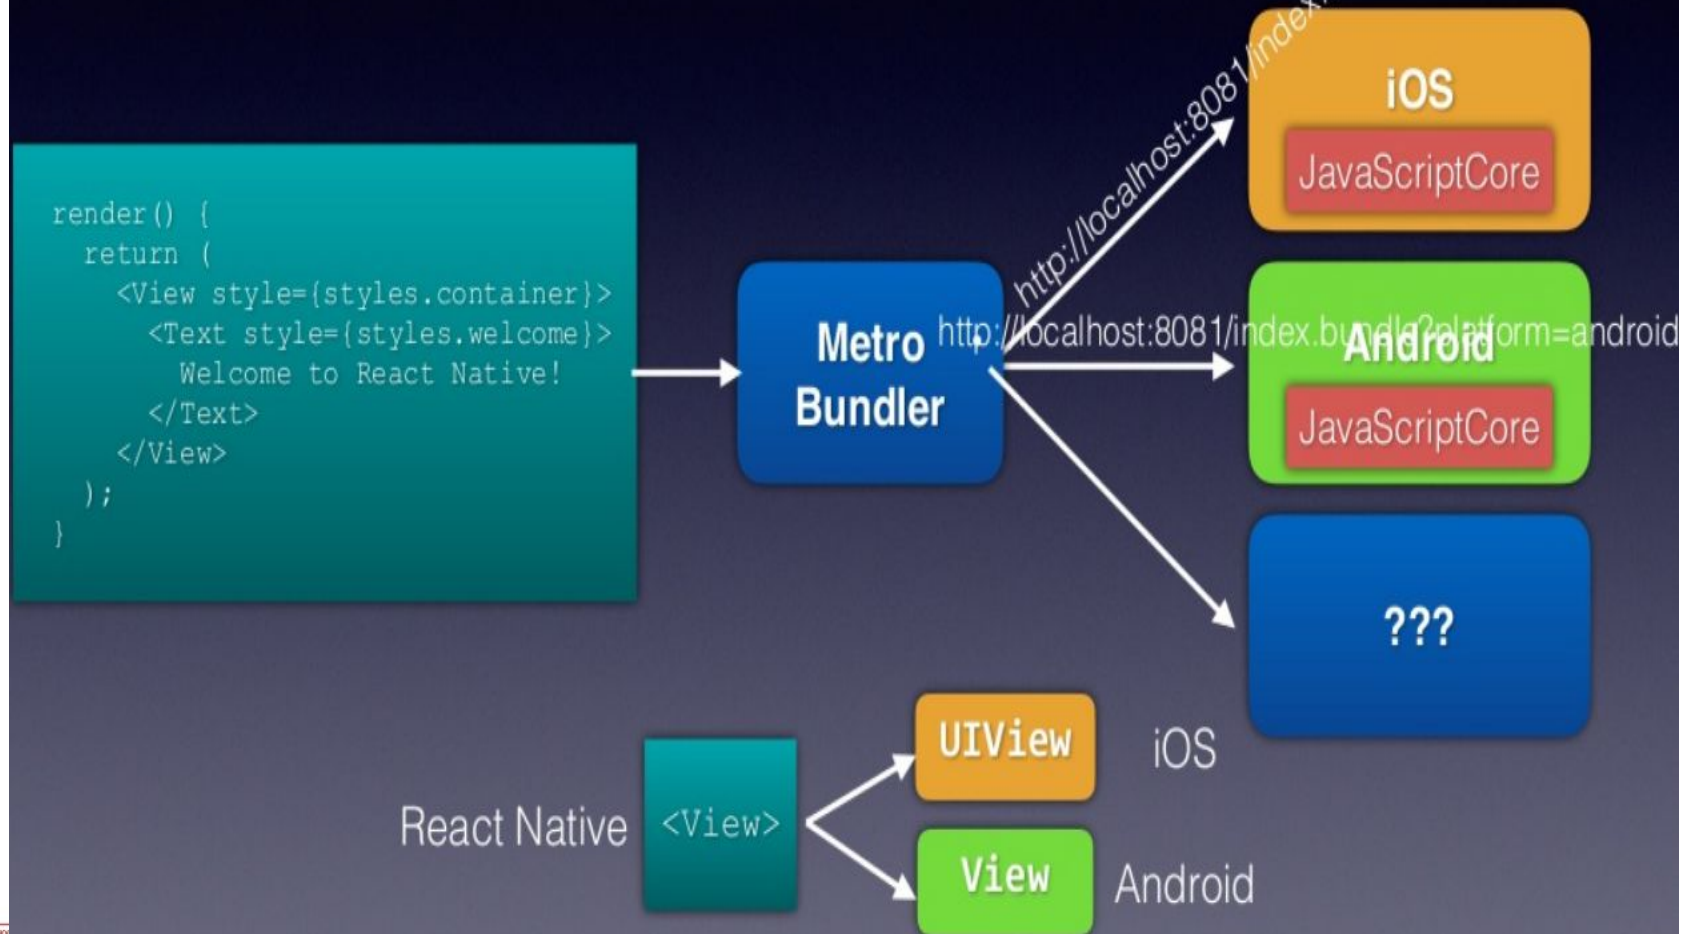 render() {
return (
<View style={styles.container}>
<Text style={styles.welcome}>
Welcome to React Native!
</Text>
</View>
);
}
Metro
Bundler
http://localhost:8081/index.
http://localhost:8081/index.bundle?platform=android
iOS
JavaScriptCore
Android
JavaScriptCore
???
React Native
<View>
UIView
iOS
View
Android